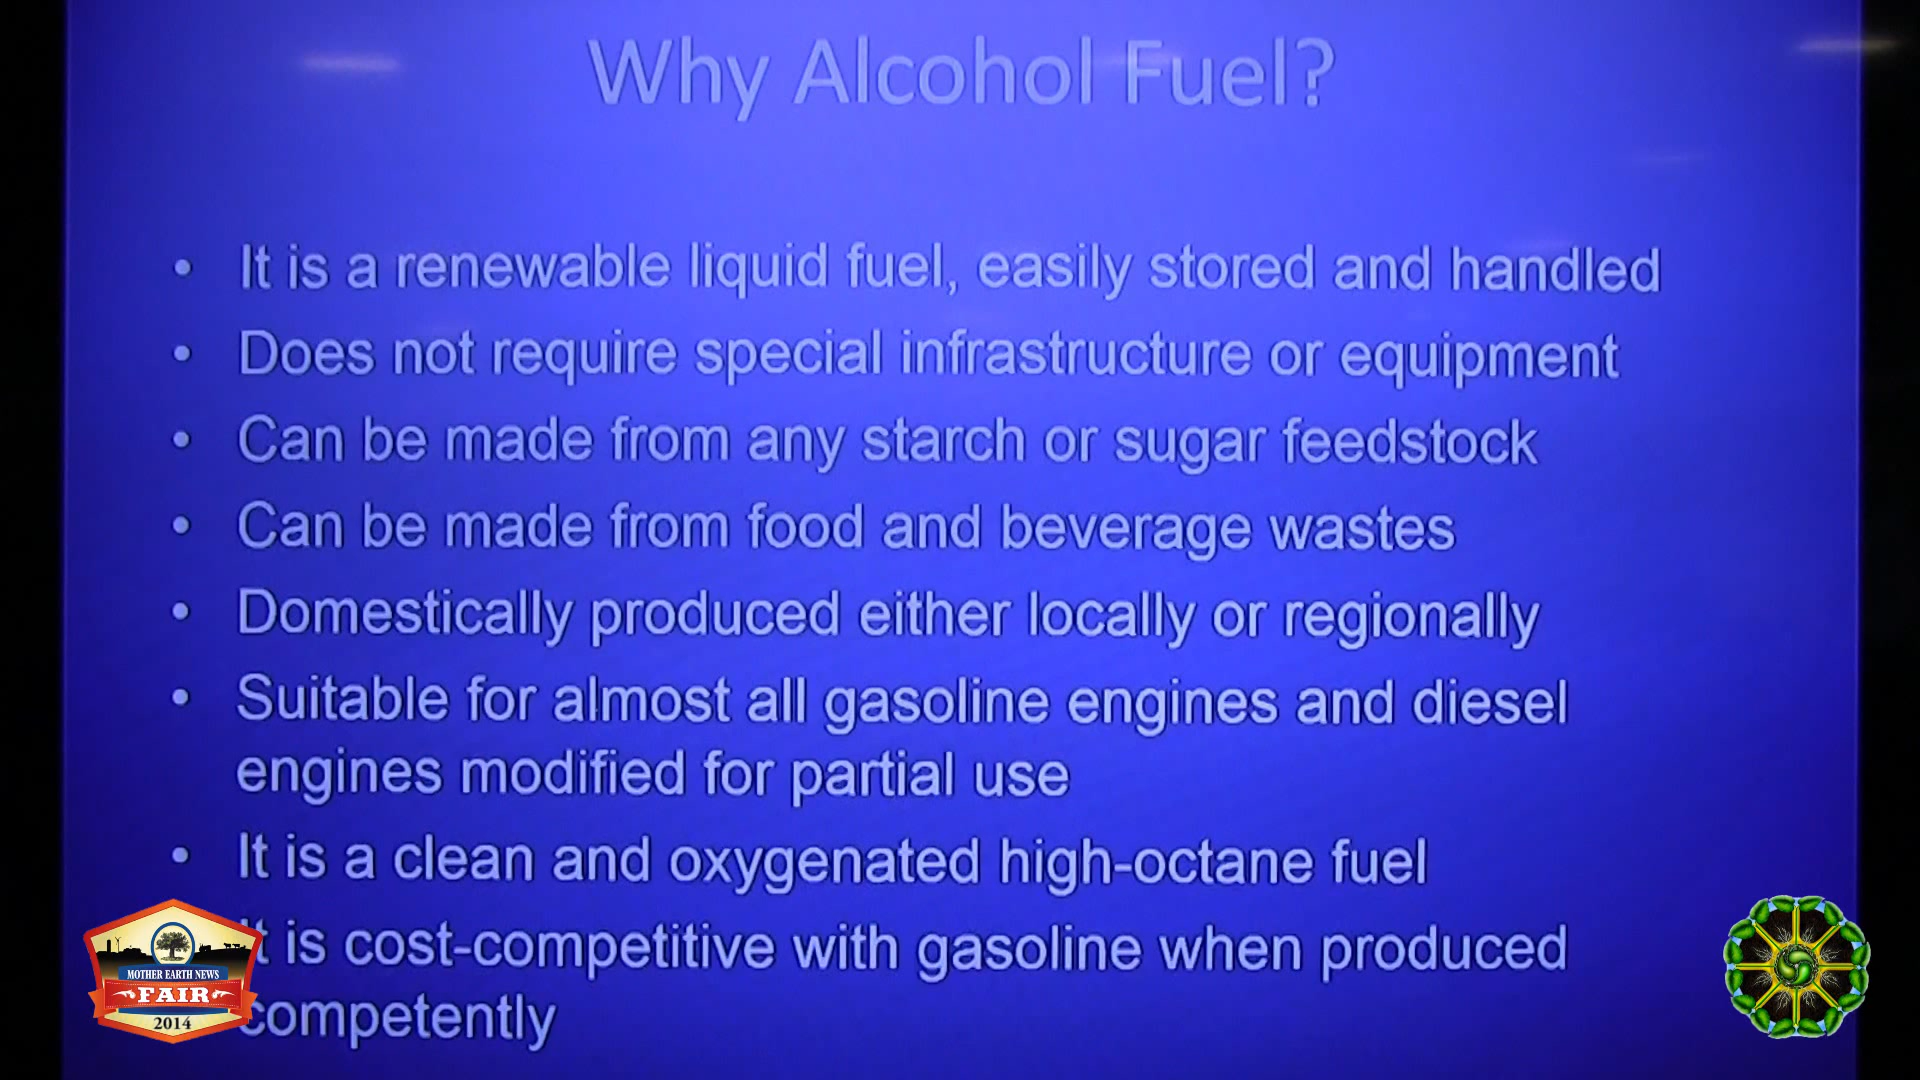 Why Alcohol Fuel?
• It is a renewable liquid fuel, easily stored and handled
• Does not require special infrastructure or equipment
• Can be made from any starch or sugar feedstock
• Can be made from food and beverage wastes
• Domestically produced either locally or regionally
• Suitable for almost all gasoline engines and diesel
engines modified for partial use
• It is a clean and oxygenated high-octane fuel
It is cost-competitive with gasoline when produced
competently
MOTHER EARTH NEWS
FAIR
2014